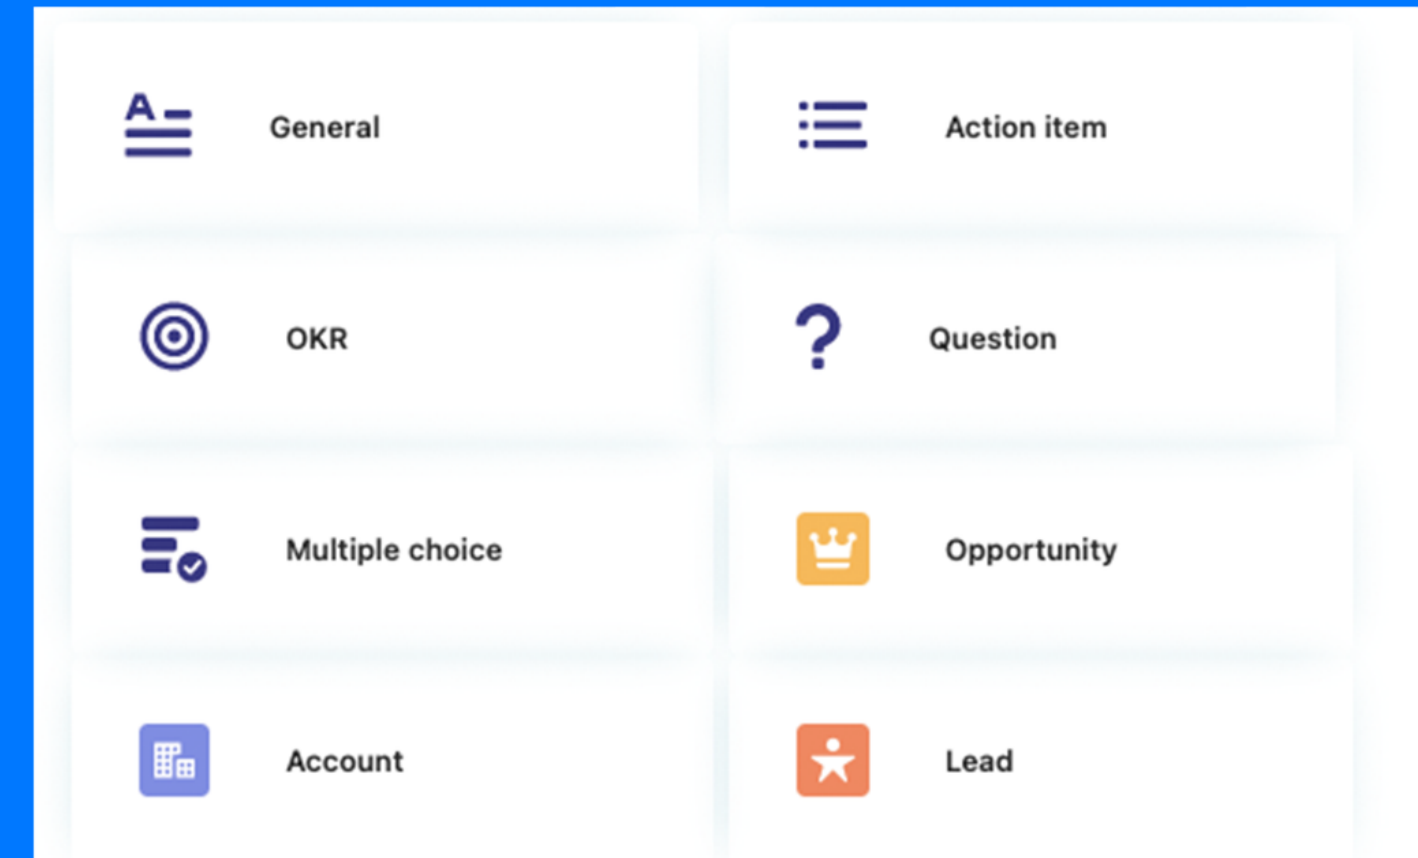 General
Action item
OKR
Question
Multiple choice
Opportunity
Account
Lead